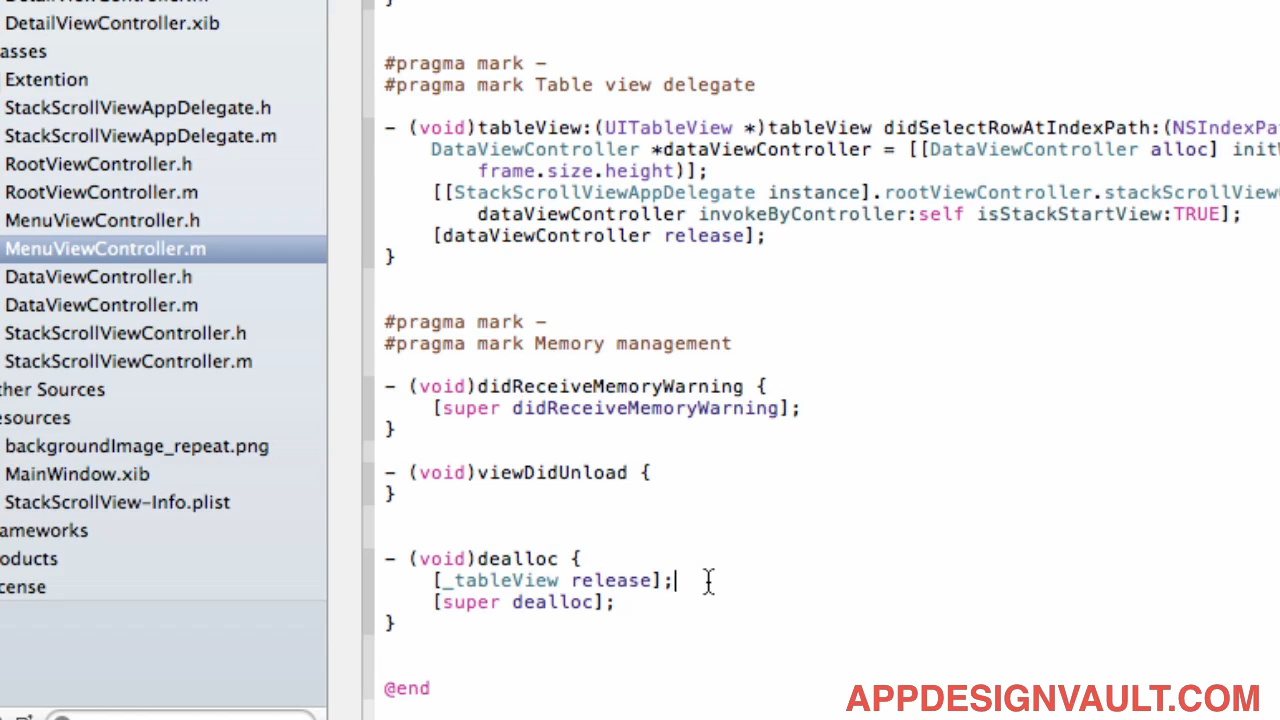 DetailViewController.xib
asses
Extention
StackScrollViewAppDelegate.h
StackScrollViewAppDelegate.m
RootViewController.h
RootViewController.m
MenuViewController.h
MenuViewController.m
DataViewController.h
DataViewController.m
StackScrollViewController.h
StackScrollViewController.m
ther Sources
esources
backgroundImage_repeat.png
MainWindow.xib
StackScrollView-Info.plist
ameworks
oducts
cense
}
#pragma mark -
#pragma mark Table view delegate
- (void)tableView:(UITableView *)tableView didSelectRowAtIndexPath:(NSIndexPa
DataViewController *dataViewController = [[DataViewController alloc] initW
frame.size.height)];
[[StackScrollViewAppDelegate instance].rootViewController.stackScrollView
dataViewController invokeByController:self isStackStartView:TRUE];
[dataViewController release];
}
#pragma mark -
#pragma mark Memory management
- (void)didReceiveMemoryWarning {
[super didReceiveMemoryWarning];
}
- (void)viewDidUnload {
}
- (void)dealloc {
[_tableView release];
[super dealloc];
}
@end
APPDESIGNVAULT.COM